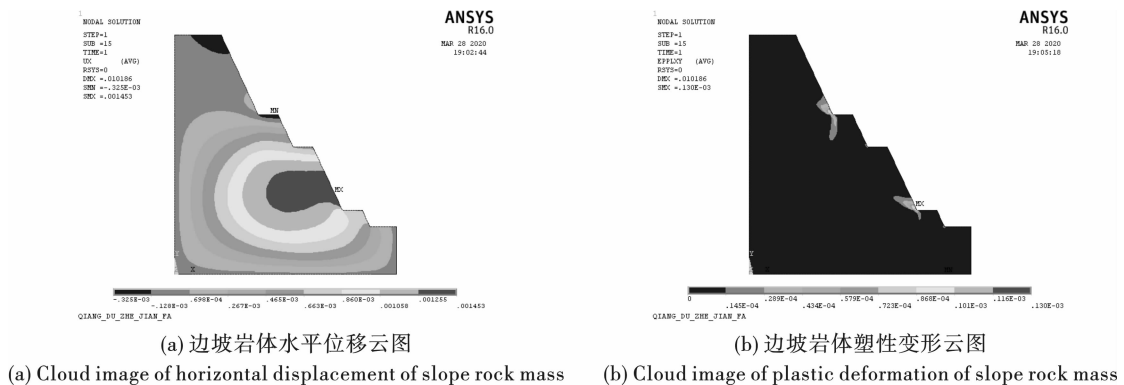 1
NODAL SOLUTION
STEP=1
SUB =15
TIME=1
UX (AVG)
RSYS=0
DMX =.010186
SMN =-.325E-03
SMX =.001453
ANSYS
R16.0
MAR 28 2020
19:02:44
MN
MX
Y
X
-.325E-03
-.128E-03
.698E-04
.267E-03
.465E-03
.663E-03
.860E-03
.001058
.001255
.001453
QIANG_DU_ZHE_JIAN_FA
(a) 边坡岩体水平位移云图
(a) Cloud image of horizontal displacement of slope rock mass
1
NODAL SOLUTION
STEP=1
SUB =15
TIME=1
EPPLXY (AVG)
RSYS=0
DMX =.010186
SMX =.130E-03
ANSYS
R16.0
MAR 28 2020
19:05:18
MX
Y
0
.145E-04
.289E-04
.434E-04
.579E-04
.723E-04
.868E-04
.101E-03
.116E-03
.130E-03
QIANG_DU_ZHE_JIAN_FA
(b) 边坡岩体塑性变形云图
(b) Cloud image of plastic deformation of slope rock mass